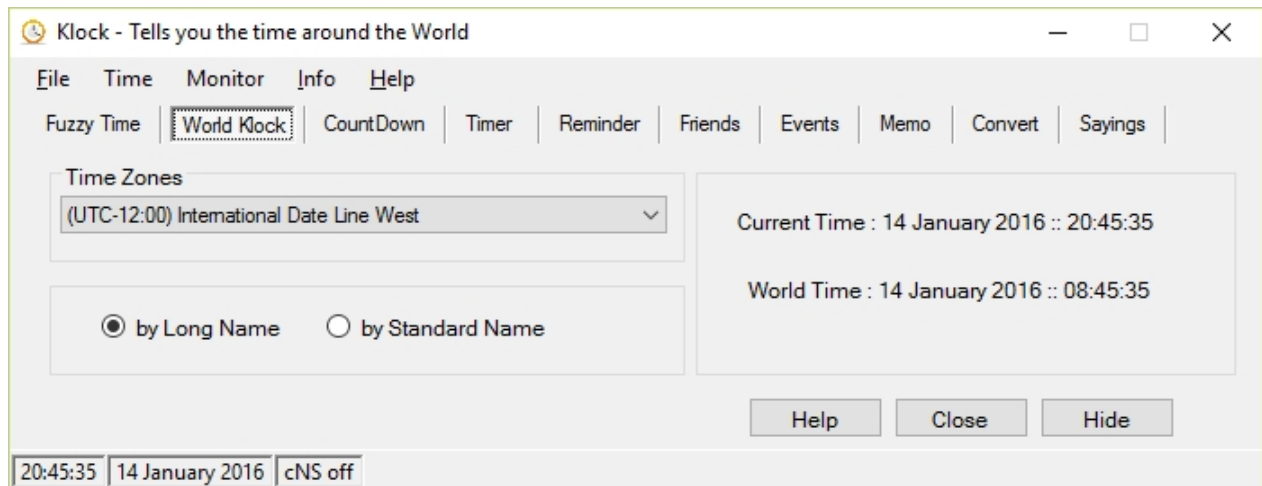 Klock - Tells you the time around the World
File Time Monitor Info Help
Fuzzy Time World Klock CountDown Timer Reminder Friends Events Memo Convert Sayings
Time Zones
(UTC-12:00) International Date Line West
by Long Name by Standard Name
Current Time : 14 January 2016 :: 20:45:35
World Time : 14 January 2016 :: 08:45:35
Help Close Hide
20:45:35 14 January 2016 cNS off